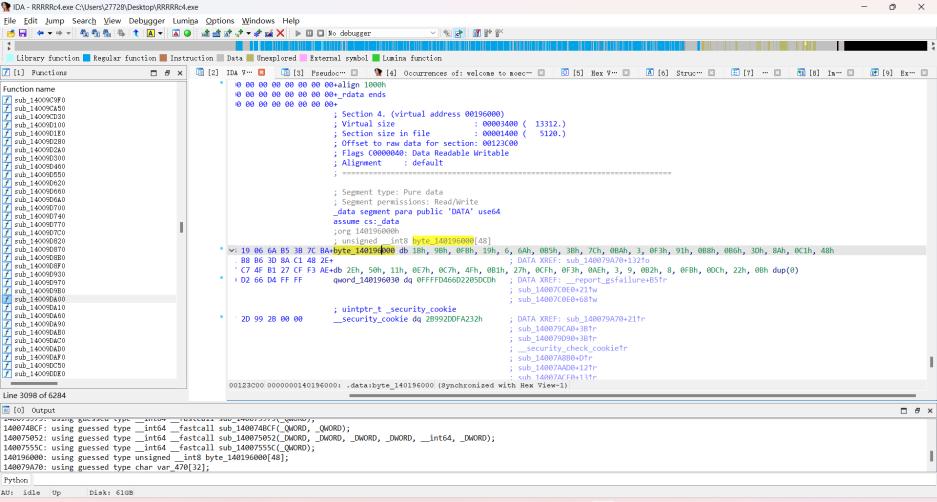 IDA - RRRRRc4.exe C:\Users\27728\Desktop\RRRRRc4.exe
File Edit Jump Search View Debugger Lumina Options Windows Help
No debugger
Library function Regular function Instruction Data Unexplored External symbol Lumina function
[1] Functions
[2] IDA V… [3] Pseudoc… [4] Occurrences of: welcome to moec… [5] Hex V… [6] Struc… [7] … [8] Im… [9] Ex…
Function name
sub_14009C9F0
sub_14009CA50
sub_14009CD30
sub_14009D100
sub_14009D1E0
sub_14009D280
sub_14009D2A0
sub_14009D300
sub_14009D460
sub_14009D550
sub_14009D620
sub_14009D660
sub_14009D6A0
sub_14009D700
sub_14009D740
sub_14009D770
sub_14009D7C0
sub_14009D820
sub_14009D870
sub_14009D8F0
sub_14009D930
sub_14009D970
sub_14009D9B0
sub_14009DA00
sub_14009DA10
sub_14009DA60
sub_14009DA90
sub_14009DAB0
sub_14009DAC0
sub_14009DAD0
sub_14009DAF0
sub_14009DC50
sub_14009DDE0
Line 3098 of 6284
00 00 00 00 00 00 00 00+align 1000h
00 00 00 00 00 00 00 00+_rdata ends
00 00 00 00 00 00 00 00+
; Section 4. (virtual address 00196000)
; Virtual size : 00003400 ( 13312.)
; Section size in file : 00001400 ( 5120.)
; Offset to raw data for section: 00123C00
; Flags C0000040: Data Readable Writable
; Alignment : default
; ===========================================================================
; Segment type: Pure data
; Segment permissions: Read/Write
_data segment para public 'DATA' use64
assume cs:_data
;org 140196000h
; unsigned __int8 byte_140196000[48]
19 06 6A B5 3B 7C BA+byte_140196000 db 1Bh, 9Bh, 0FBh, 19h, 6, 6Ah, 0B5h, 3Bh, 7Ch, 0BAh, 3, 0F3h, 91h, 0B8h, 0B6h, 3Dh, 8Ah, 0C1h, 48h
B8 B6 3D 8A C1 48 2E+ ; DATA XREF: sub_140079A70+132↑o
C7 4F B1 27 CF F3 AE+db 2Eh, 50h, 11h, 0E7h, 0C7h, 4Fh, 0B1h, 27h, 0CFh, 0F3h, 0AEh, 3, 9, 0B2h, 8, 0FBh, 0DCh, 22h, 0Bh dup(0)
D2 66 D4 FF FF qword_140196030 dq 0FFFFD466D2205DCDh ; DATA XREF: __report_gsfailure+B5↑r
; sub_14007C0E0+21↑w
; sub_14007C0E0+68↑w
; uintptr_t _security_cookie
2D 99 2B 00 00 __security_cookie dq 2B992DDFA232h ; DATA XREF: sub_140079A70+21↑r
; sub_140079CA0+3B↑r
; sub_140079D90+3B↑r
; __security_check_cookie↑r
; sub_14007A8B0+D↑r
; sub_14007AAD0+12↑r
; sub_14007ACF0+13↑r
00123C00 0000000140196000: .data:byte_140196000 (Synchronized with Hex View-1)
[0] Output
1400748CF: using guessed type __int64 __fastcall sub_1400748CF(_QWORD, _QWORD);
140075052: using guessed type __int64 __fastcall sub_140075052(_DWORD, _DWORD, _DWORD, _DWORD, __int64, _DWORD);
14007555C: using guessed type __int64 __fastcall sub_14007555C(_QWORD);
140196000: using guessed type unsigned __int8 byte_140196000[48];
140079A70: using guessed type char var_470[32];
Python
AU: idle Up Disk: 61GB